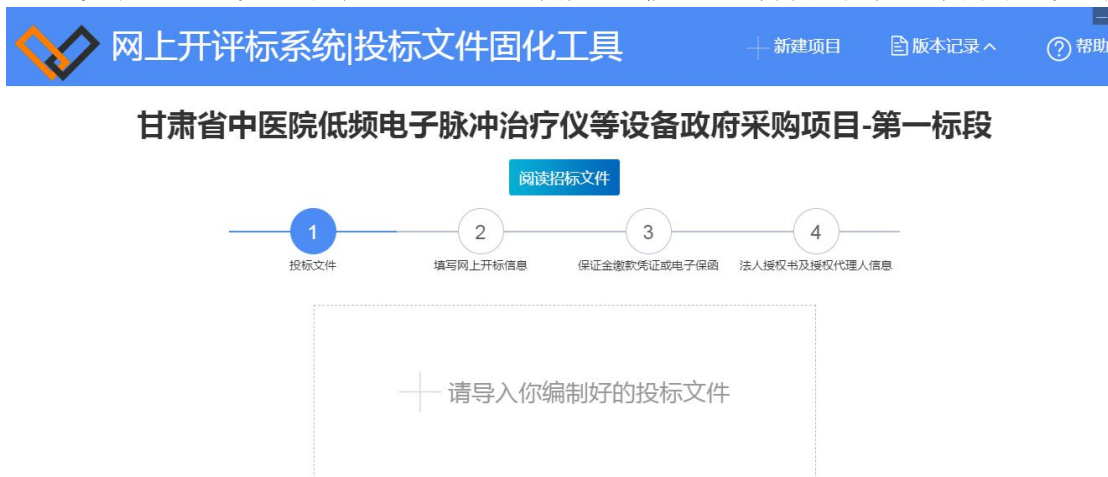 网上开评标系统|投标文件固化工具
新建项目
版本记录
帮助
甘肃省中医院低频电子脉冲治疗仪等设备政府采购项目-第一标段
阅读招标文件
1
2
3
4
投标文件
填写网上开标信息
保证金缴款凭证或电子保函
法人授权书及授权代理人信息
请导入你编制好的投标文件